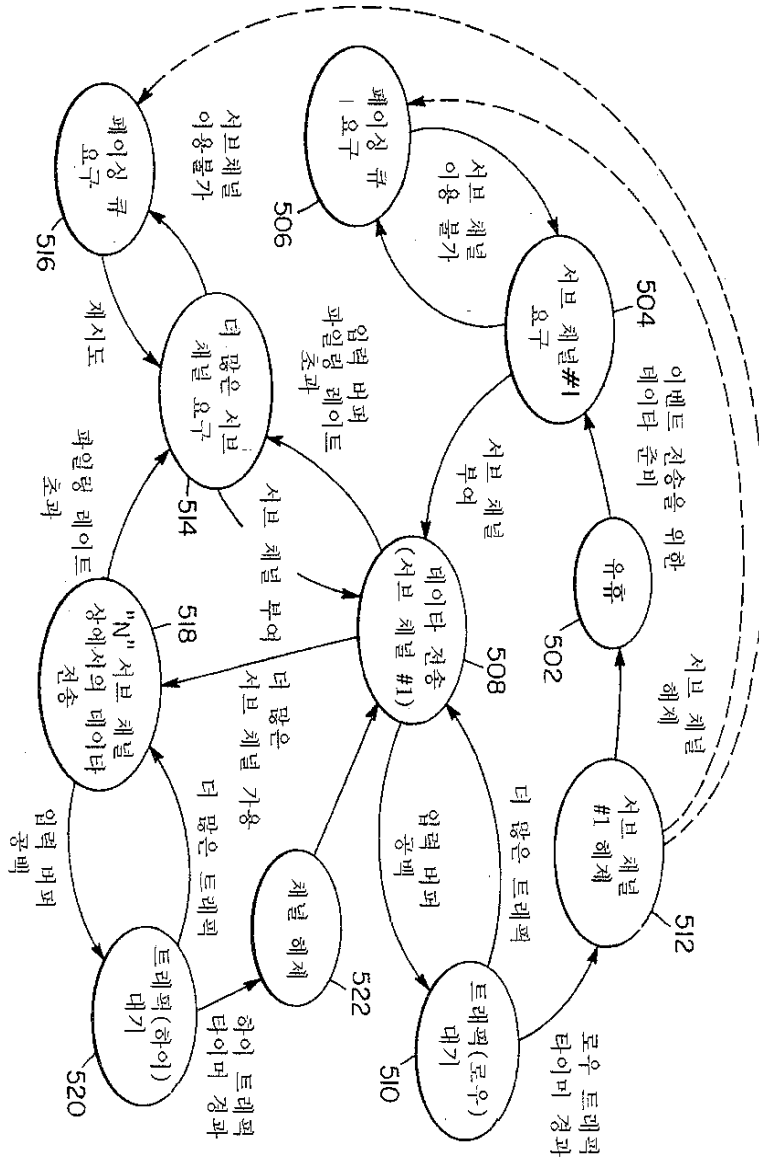 유휴
502
이벤트 전송을 위한
데이타 준비
서브 채널#1
요구
504
서브 채널
이용 불가
페이싱 큐
1 요구
506
서브 채널
부여
데이타 전송
(서브 채널 #1)
508
입력 버퍼
공백
더 많은 트래픽
트래픽(로우)
대기
510
로우 트래픽
타이머 경과
서브 채널
#1 해제
512
서브 채널
해제
입력 버퍼
파일링 레이트
초과
더 많은 서브
채널 요구
514
서브 채널 부여
서브 채널
이용불가
페이싱 큐
요구
516
재시도
파일링 레이트
초과
더 많은
서브 채널 가용
"N" 서브 채널
상에서의 데이타
전송
518
입력 버퍼
공백
더 많은 트래픽
트래픽(하이)
대기
520
하이 트래픽
타이머 경과
채널 해제
522